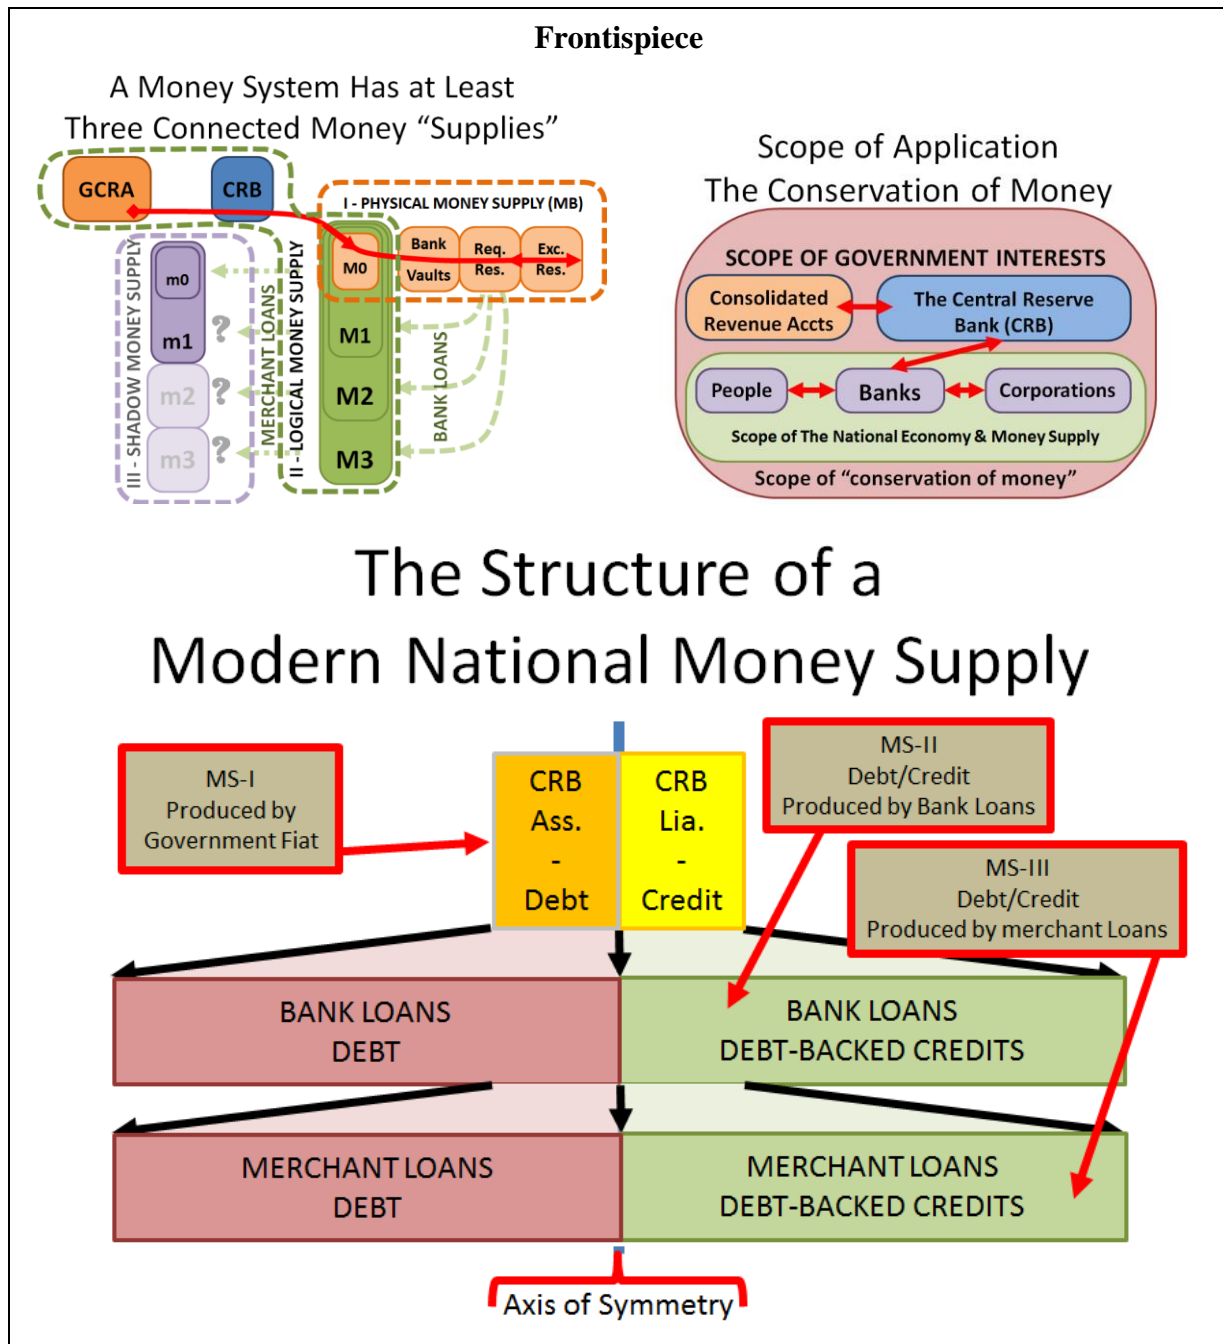 Frontispiece
A Money System Has at Least
Three Connected Money “Supplies”
GCRA
CRB
I - PHYSICAL MONEY SUPPLY (MB)
M0
Bank
Vaults
Req.
Res.
Exc.
Res.
M1
M2
M3
BANK LOANS
II - LOGICAL MONEY SUPPLY
MERCHANT LOANS
III - SHADOW MONEY SUPPLY
m0
m1
m2
m3
?
?
?
Scope of Application
The Conservation of Money
SCOPE OF GOVERNMENT INTERESTS
Consolidated
Revenue Accts
The Central Reserve
Bank (CRB)
People
Banks
Corporations
Scope of The National Economy & Money Supply
Scope of “conservation of money”
The Structure of a
Modern National Money Supply
MS-I
Produced by
Government Fiat
CRB
Ass.
-
Debt
CRB
Lia.
-
Credit
MS-II
Debt/Credit
Produced by Bank Loans
MS-III
Debt/Credit
Produced by merchant Loans
BANK LOANS
DEBT
BANK LOANS
DEBT-BACKED CREDITS
MERCHANT LOANS
DEBT
MERCHANT LOANS
DEBT-BACKED CREDITS
Axis of Symmetry